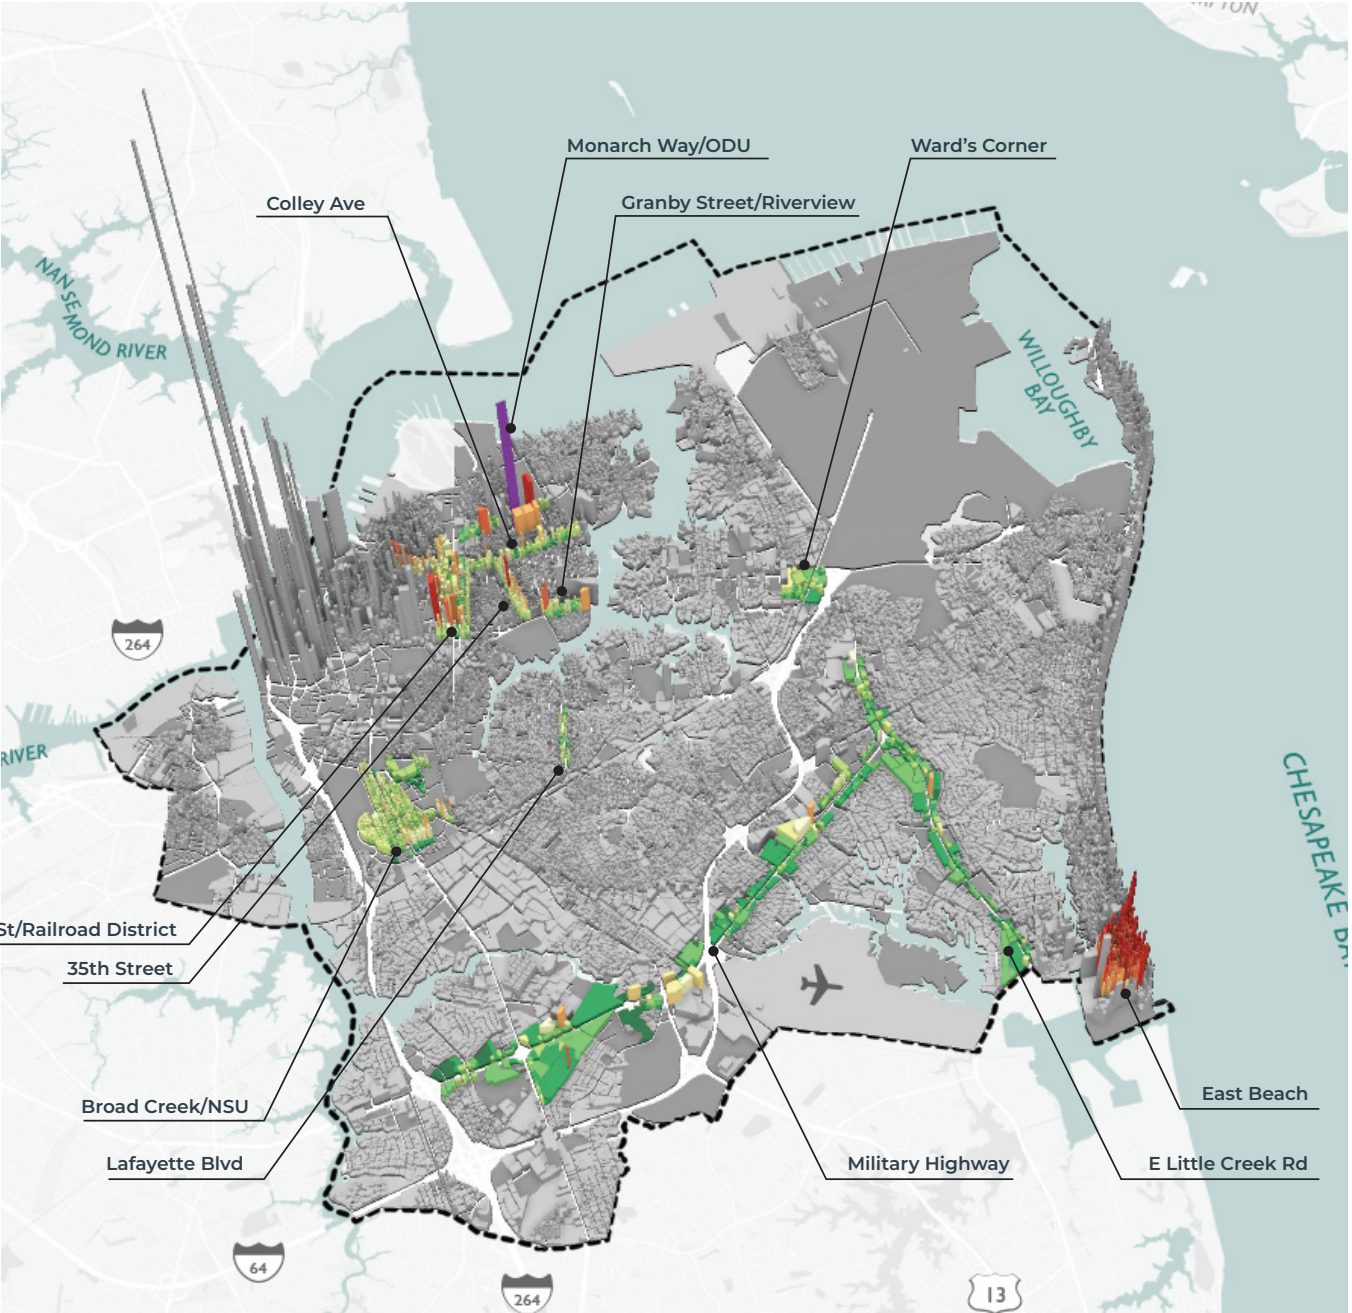 Monarch Way/ODU
Ward's Corner
Colley Ave
Granby Street/Riverview
NANSEMOND RIVER
WILLOUGHBY
BAY
264
RIVER
CHESAPEAKE
St/Railroad District
35th Street
East Beach
Broad Creek/NSU
Lafayette Blvd
Military Highway
E Little Creek Rd
64
264
13